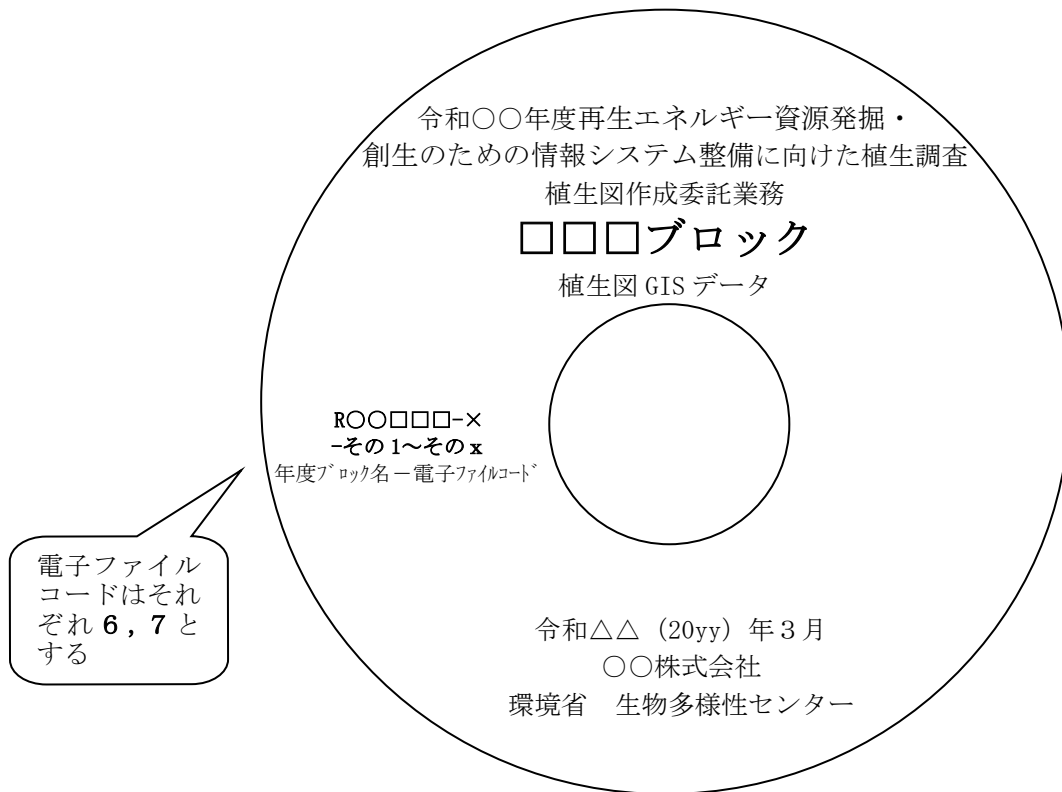 令和○○年度再生エネルギー資源発掘・
創生のための情報システム整備に向けた植生調査
植生図作成委託業務
□□□ブロック
植生図 GIS データ
R○○□□□-×
-その 1~その x
年度ﾌﾞﾛｯｸ名－電子ﾌｧｲﾙｺｰﾄﾞ
電子ファイル
コードはそれ
ぞれ 6，7 と
する
令和△△（20yy）年３月
○○株式会社
環境省　生物多様性センター